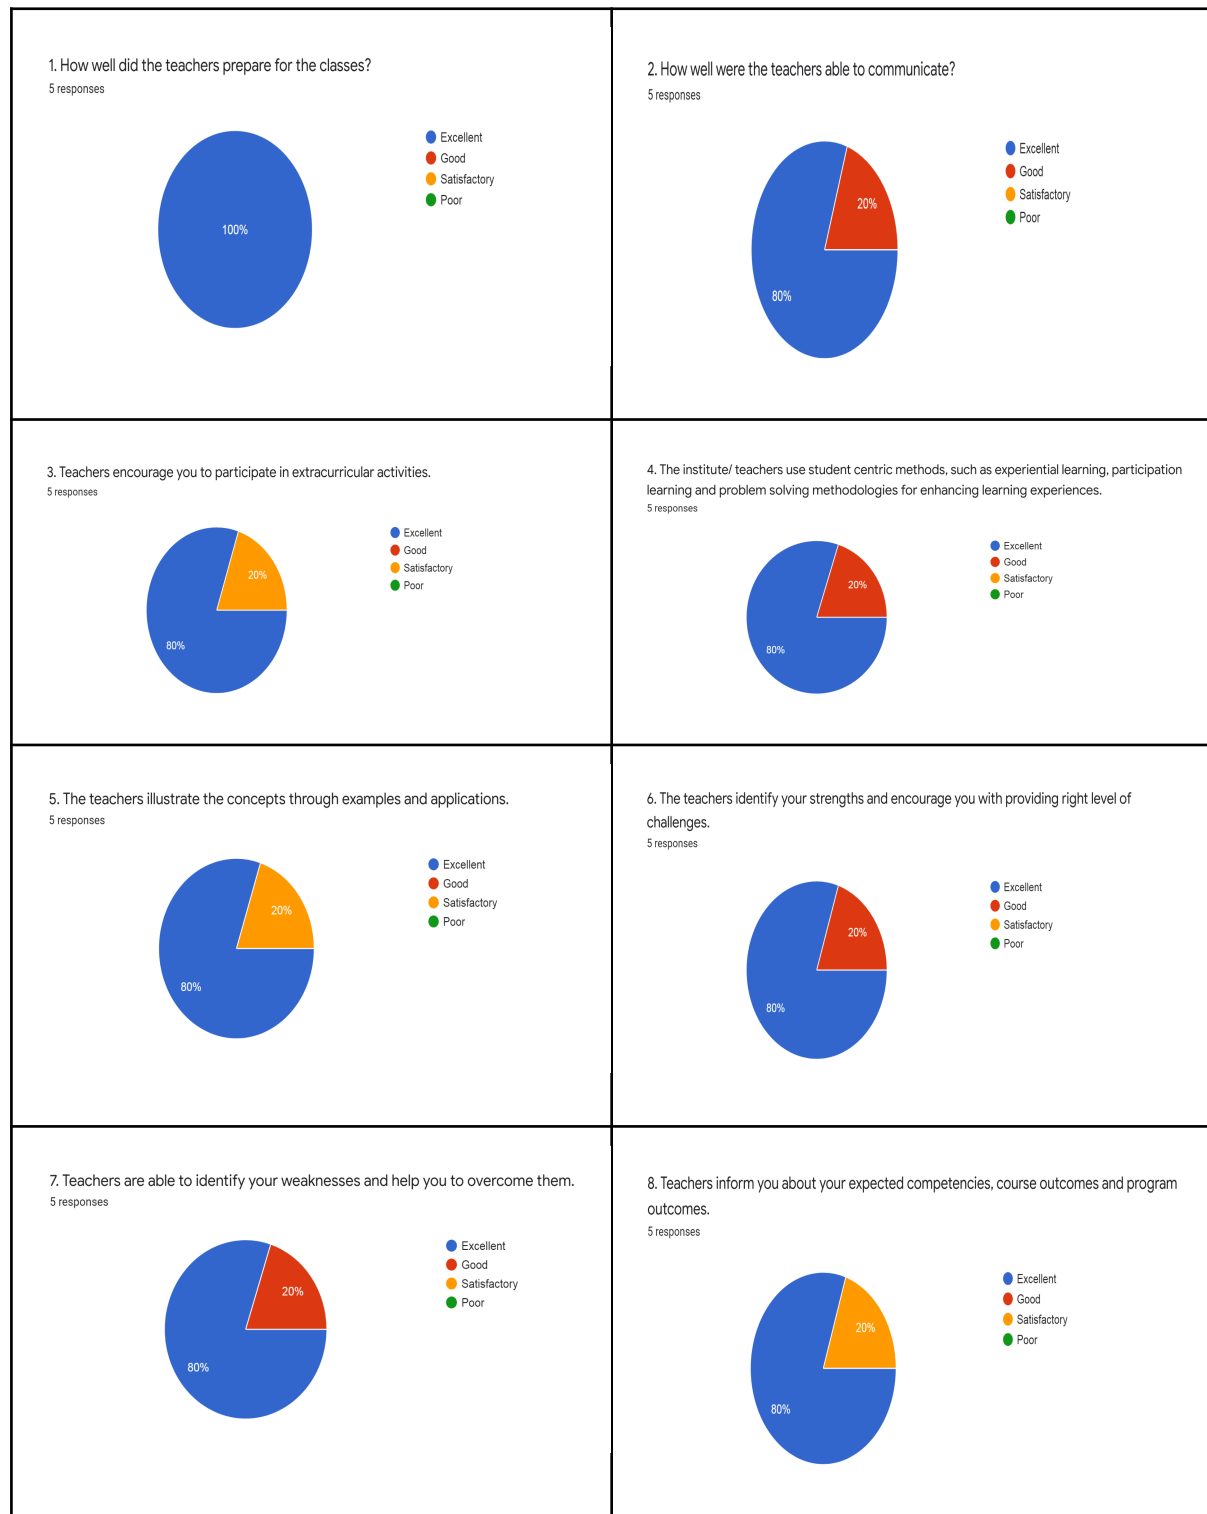 1. How well did the teachers prepare for the classes?
5 responses
Excellent
Good
Satisfactory
Poor
100%
2. How well were the teachers able to communicate?
5 responses
Excellent
Good
Satisfactory
Poor
20%
80%
3. Teachers encourage you to participate in extracurricular activities.
5 responses
Excellent
Good
Satisfactory
Poor
20%
80%
4. The institute/ teachers use student centric methods, such as experiential learning, participation
learning and problem solving methodologies for enhancing learning experiences.
5 responses
Excellent
Good
Satisfactory
Poor
20%
80%
5. The teachers illustrate the concepts through examples and applications.
5 responses
Excellent
Good
Satisfactory
Poor
20%
80%
6. The teachers identify your strengths and encourage you with providing right level of
challenges.
5 responses
Excellent
Good
Satisfactory
Poor
20%
80%
7. Teachers are able to identify your weaknesses and help you to overcome them.
5 responses
Excellent
Good
Satisfactory
Poor
20%
80%
8. Teachers inform you about your expected competencies, course outcomes and program
outcomes.
5 responses
Excellent
Good
Satisfactory
Poor
20%
80%